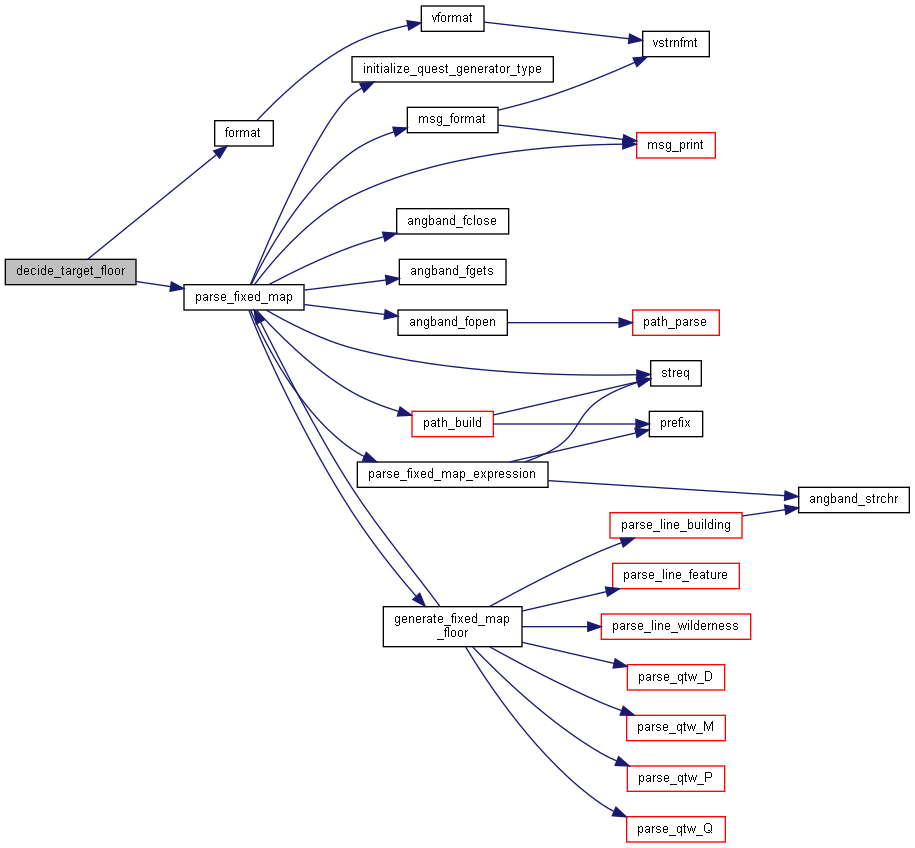 vformat
vstrnfmt
initialize_quest_generator_type
msg_format
format
msg_print
angband_fclose
decide_target_floor
angband_fgets
parse_fixed_map
angband_fopen
path_parse
streq
path_build
prefix
parse_fixed_map_expression
angband_strchr
parse_line_building
parse_line_feature
generate_fixed_map
_floor
parse_line_wilderness
parse_qtw_D
parse_qtw_M
parse_qtw_P
parse_qtw_Q